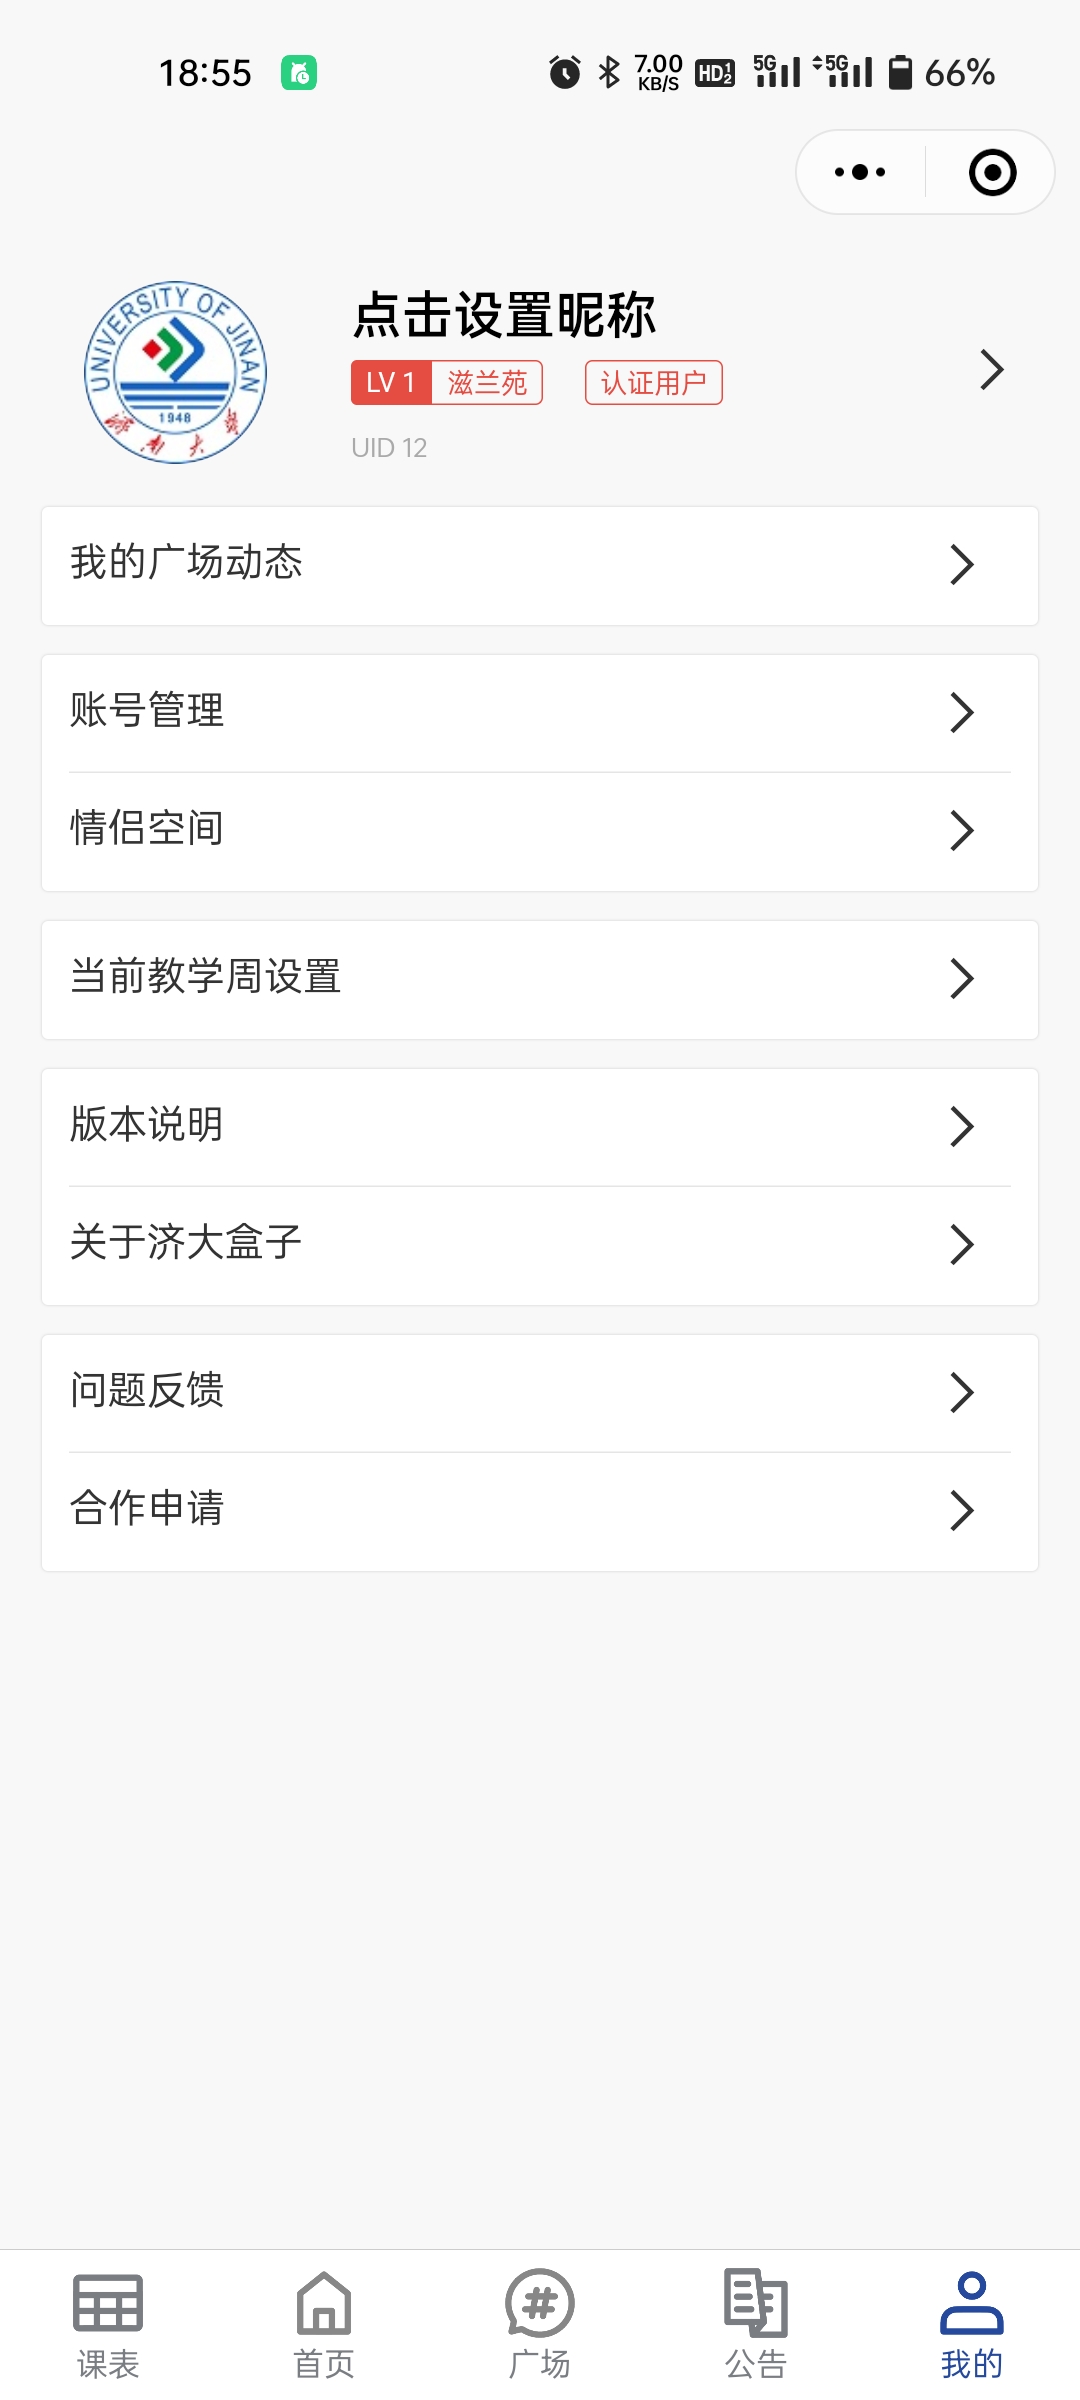 18:55
7.00 KB/S
HD 1 2
5G
5G
66%
UNIVERSITY OF JINAN
1948
济南大学
点击设置昵称
LV 1 滋兰苑 认证用户
UID 12
我的广场动态
账号管理
情侣空间
当前教学周设置
版本说明
关于济大盒子
问题反馈
合作申请
课表 首页 广场 公告 我的